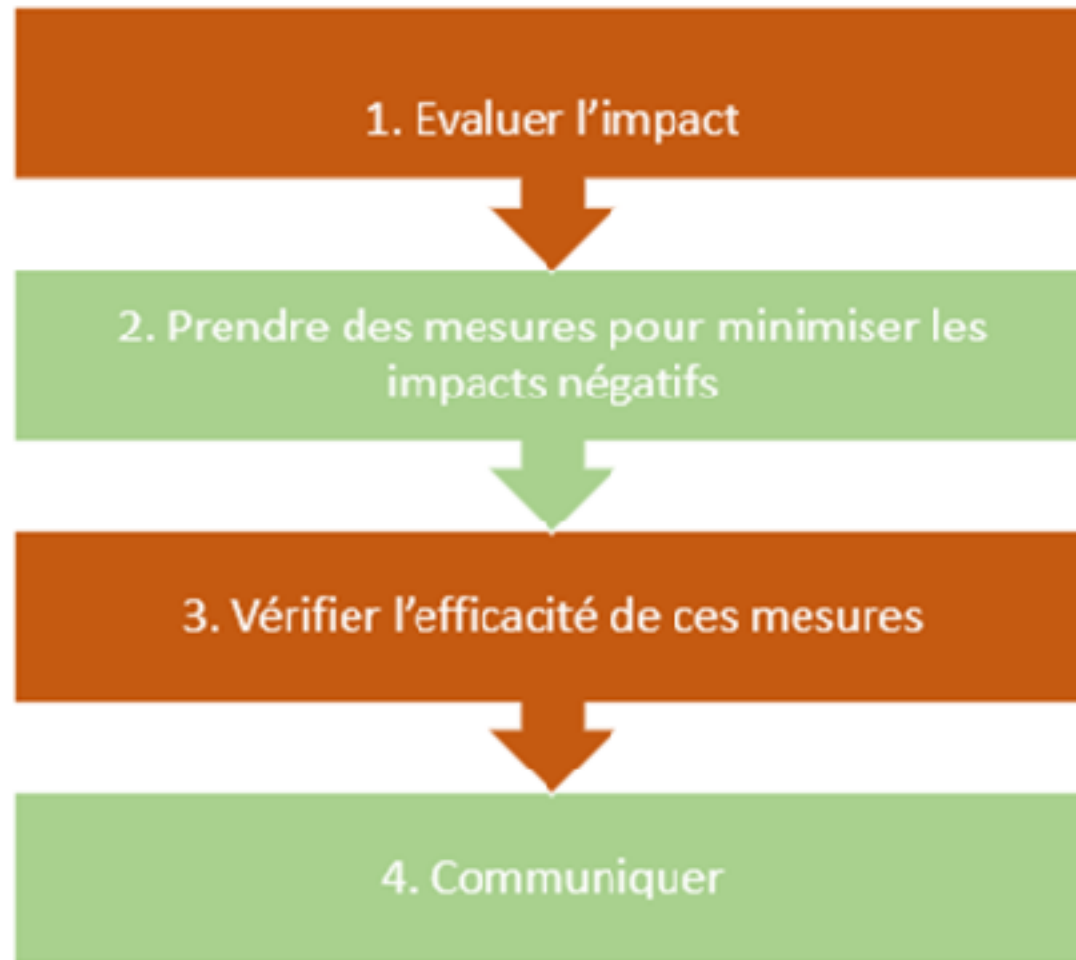 1. Evaluer l’impact
2. Prendre des mesures pour minimiser les
impacts négatifs
3. Vérifier l’efficacité de ces mesures
4. Communiquer